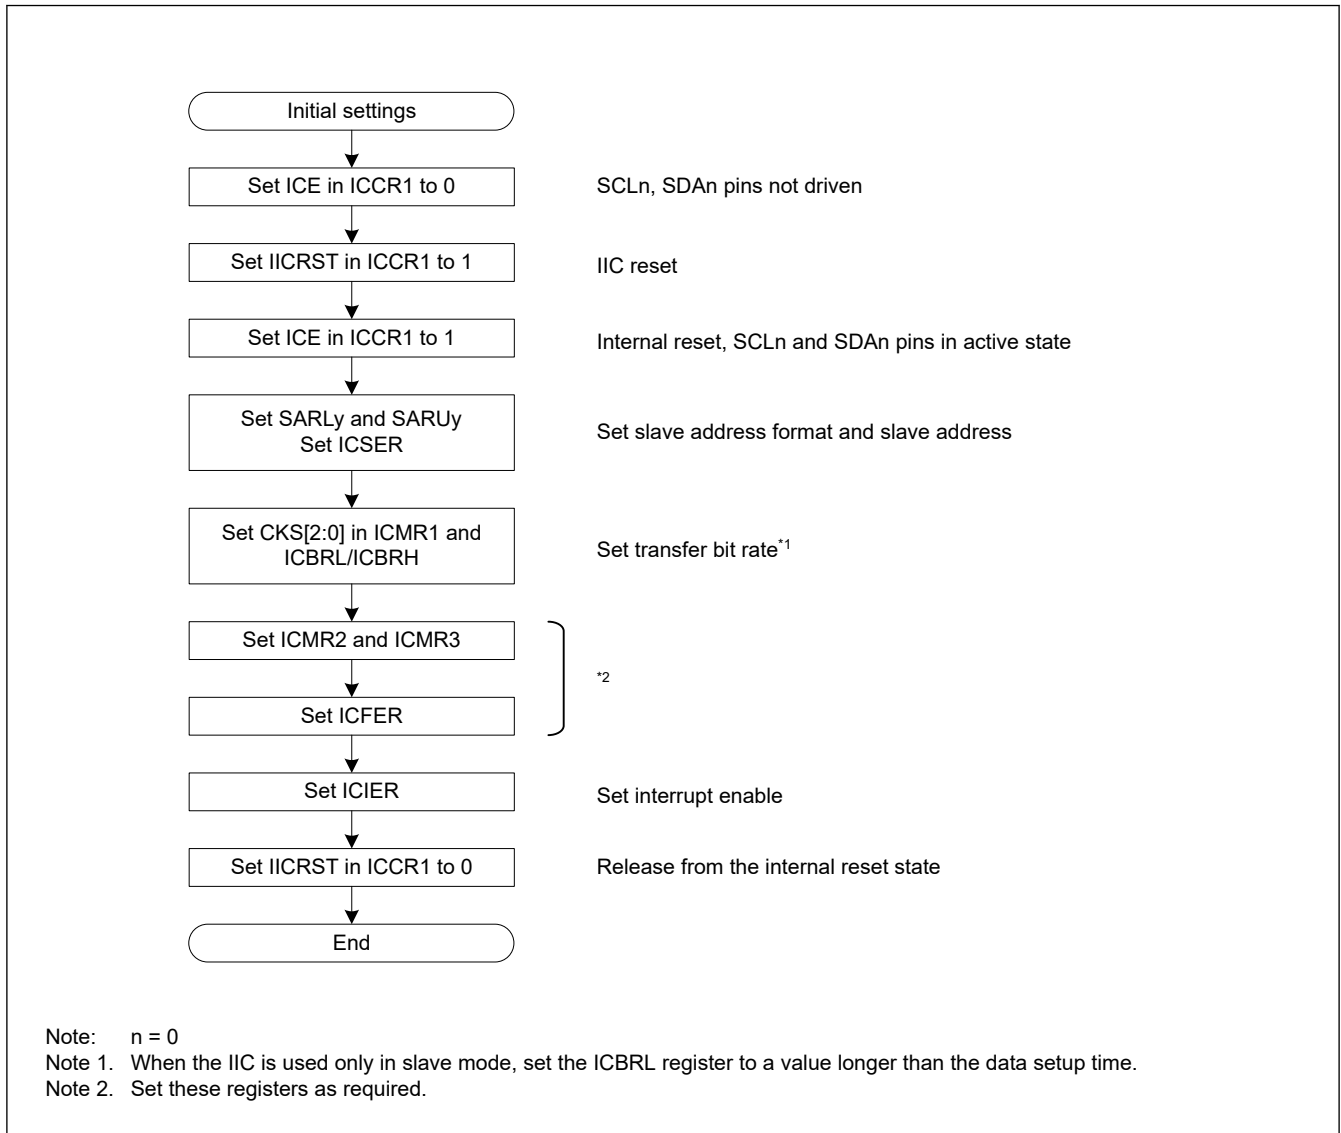 Initial settings
Set ICE in ICCR1 to 0
SCLn, SDAn pins not driven
Set IICRST in ICCR1 to 1
IIC reset
Set ICE in ICCR1 to 1
Internal reset, SCLn and SDAn pins in active state
Set SARLy and SARUy
Set ICSER
Set slave address format and slave address
Set CKS[2:0] in ICMR1 and
ICBRL/ICBRH
Set transfer bit rate*1
Set ICMR2 and ICMR3
*2
Set ICFER
Set ICIER
Set interrupt enable
Set IICRST in ICCR1 to 0
Release from the internal reset state
End
Note: n = 0
Note 1. When the IIC is used only in slave mode, set the ICBRL register to a value longer than the data setup time.
Note 2. Set these registers as required.